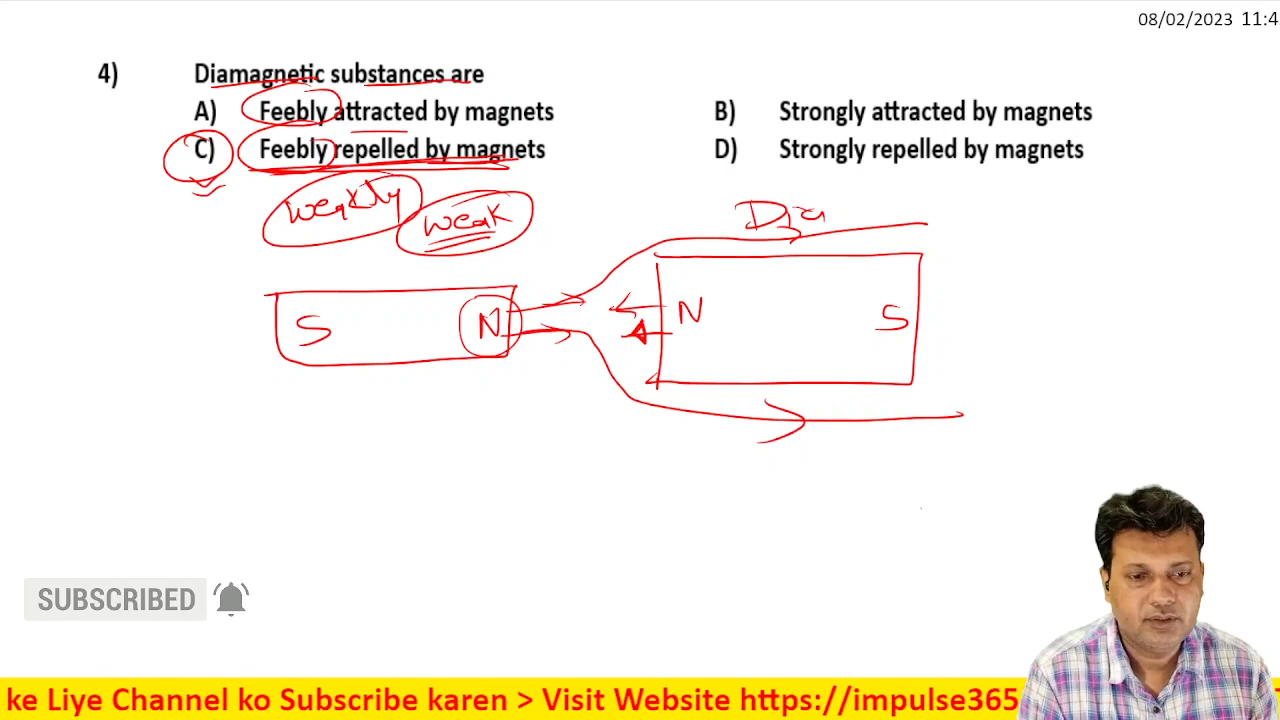 08/02/2023 11:4
4) Diamagnetic substances are
A) Feebly attracted by magnets B) Strongly attracted by magnets
C) Feebly repelled by magnets D) Strongly repelled by magnets
weakly weak
Dia
S N N S
SUBSCRIBED
ke Liye Channel ko Subscribe karen > Visit Website https://impulse365